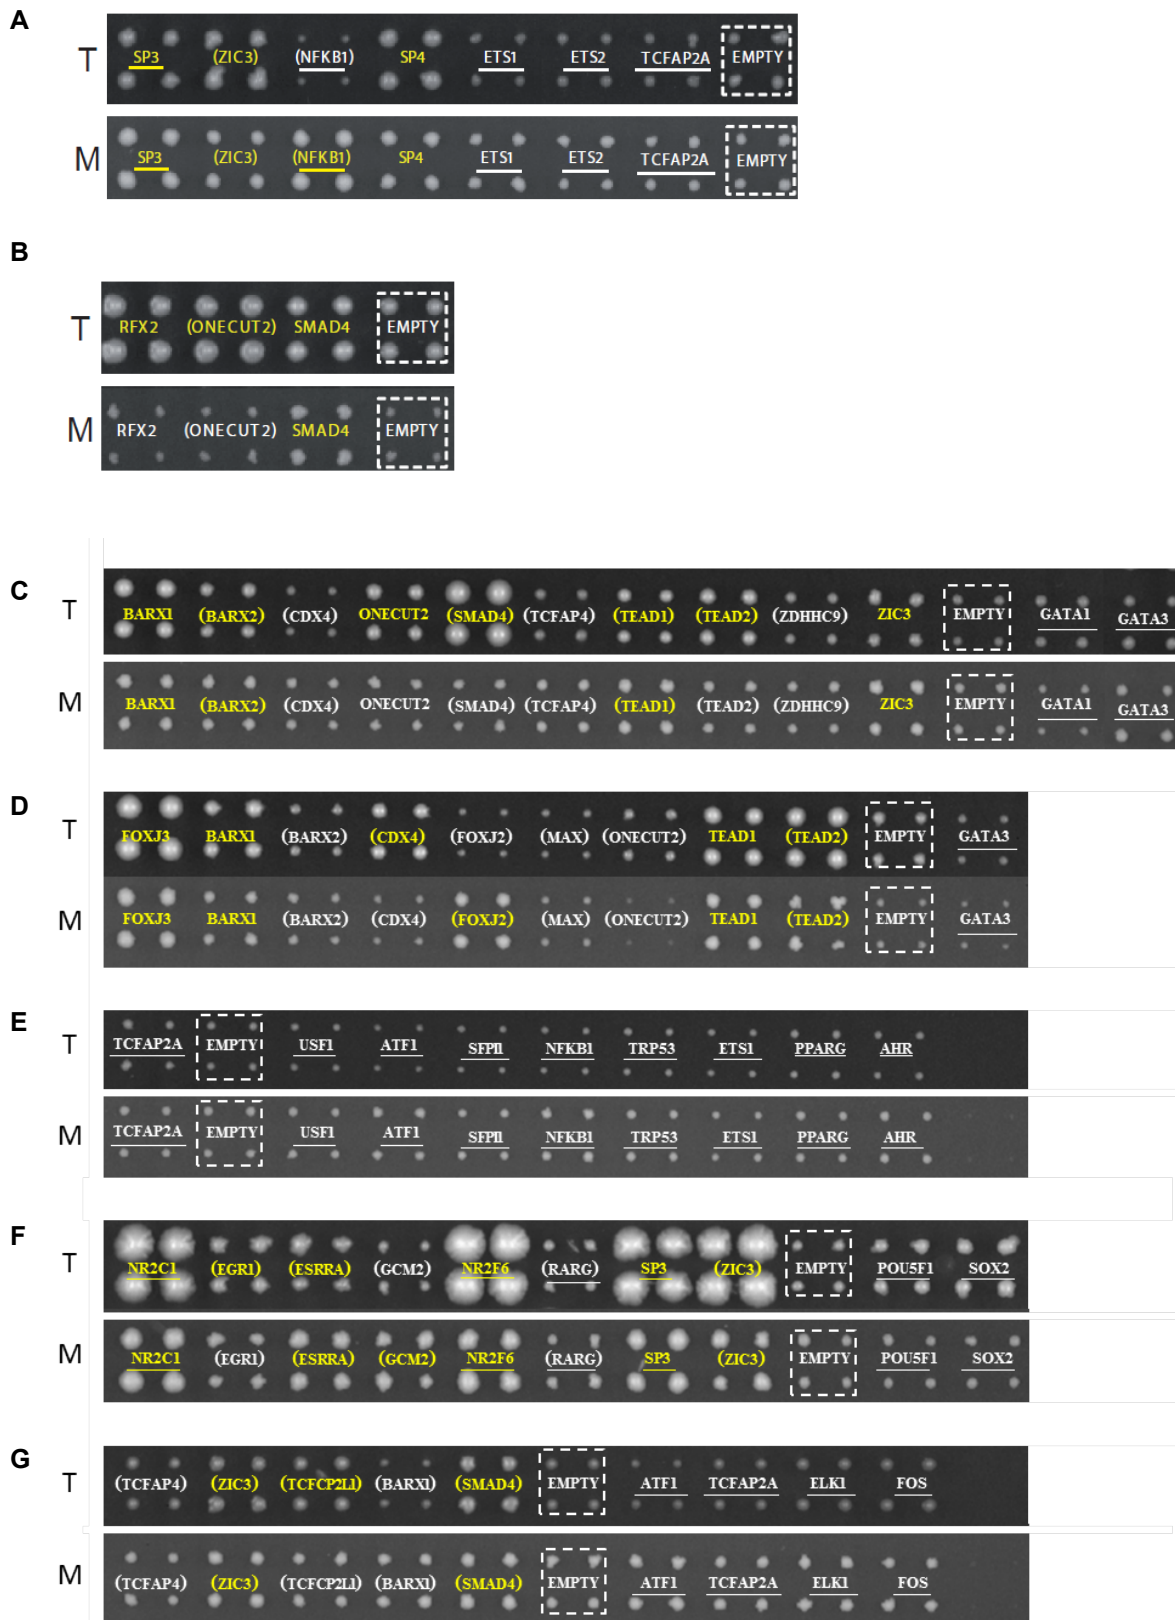 A
T SP3 (ZIC3) (NFKB1) SP4 ETS1 ETS2 TCFAP2A EMPTY
M SP3 (ZIC3) (NFKB1) SP4 ETS1 ETS2 TCFAP2A EMPTY
B
T RFX2 (ONECUT2) SMAD4 EMPTY
M RFX2 (ONECUT2) SMAD4 EMPTY
C
T BARX1 (BARX2) (CDX4) ONECUT2 (SMAD4) (TCFAP4) (TEAD1) (TEAD2) (ZDHHC9) ZIC3 EMPTY GATA1 GATA3
M BARX1 (BARX2) (CDX4) ONECUT2 (SMAD4) (TCFAP4) (TEAD1) (TEAD2) (ZDHHC9) ZIC3 EMPTY GATA1 GATA3
D
T FOXJ3 BARX1 (BARX2) (CDX4) (FOXJ2) (MAX) (ONECUT2) TEAD1 (TEAD2) EMPTY GATA3
M FOXJ3 BARX1 (BARX2) (CDX4) (FOXJ2) (MAX) (ONECUT2) TEAD1 (TEAD2) EMPTY GATA3
E
T TCFAP2A EMPTY USF1 ATF1 SFPI1 NFKB1 TRP53 ETS1 PPARG AHR
M TCFAP2A EMPTY USF1 ATF1 SFPI1 NFKB1 TRP53 ETS1 PPARG AHR
F
T NR2C1 (EGR1) (ESRRA) (GCM2) NR2F6 (RARG) SP3 (ZIC3) EMPTY POU5F1 SOX2
M NR2C1 (EGR1) (ESRRA) (GCM2) NR2F6 (RARG) SP3 (ZIC3) EMPTY POU5F1 SOX2
G
T (TCFAP4) (ZIC3) (TCFCP2L1) (BARX1) (SMAD4) EMPTY ATF1 TCFAP2A ELK1 FOS
M (TCFAP4) (ZIC3) (TCFCP2L1) (BARX1) (SMAD4) EMPTY ATF1 TCFAP2A ELK1 FOS